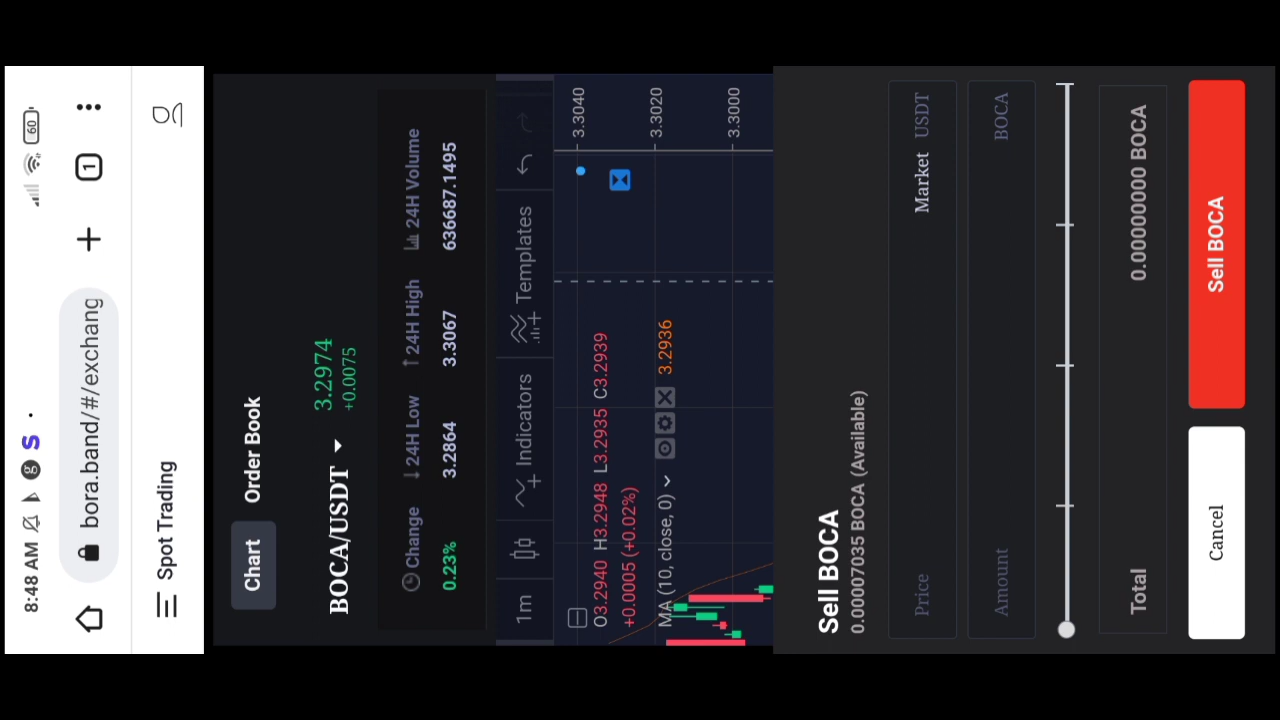 8:48 AM
60
bora.band/#/exchang
1
Spot Trading
Chart Order Book
BOCA/USDT
3.2974
+0.0075
Change
0.23%
24H Low
3.2864
24H High
3.3067
24H Volume
636687.1495
1m Indicators Templates
O3.2940 H3.2948 L3.2935 C3.2939
+0.0005 (+0.02%)
MA (10, close, 0) 3.2936
3.3040
3.3020
3.3000
Sell BOCA
0.00007035 BOCA (Available)
Price Market USDT
Amount BOCA
Total 0.00000000 BOCA
Cancel Sell BOCA